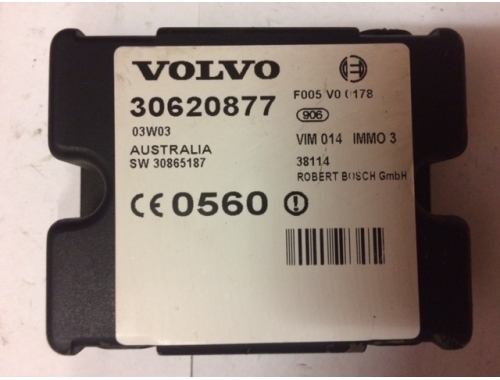 VOLVO
30620877
03W03
AUSTRALIA
SW 30865187
CE 0560
F005 V0 0178
906
VIM 014 IMMO 3
38114
ROBERT BOSCH GmbH